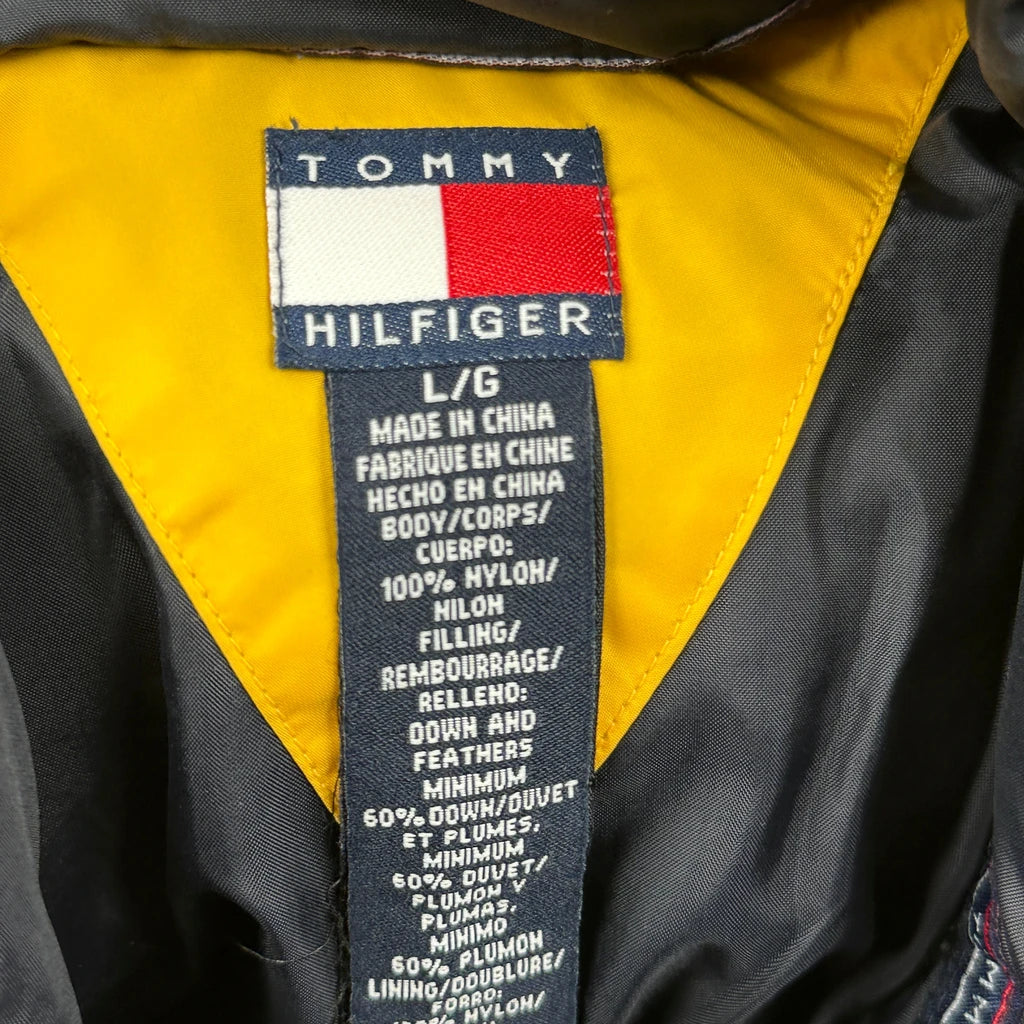 TOMMY
HILFIGER
L/G
MADE IN CHINA
FABRIQUE EN CHINE
HECHO EN CHINA
BODY/CORPS/
CUERPO:
100% NYLON/
NILON
FILLING/
REMBOURRAGE/
RELLENO:
DOWN AND
FEATHERS
MINIMUM
60% DOWN/DUVET
ET PLUMES,
MINIMUM
60% DUVET/
PLUMON Y
PLUMAS,
MINIMO
60% PLUMON
LINING/DOUBLURE/
FORRO:
100% NYLON/